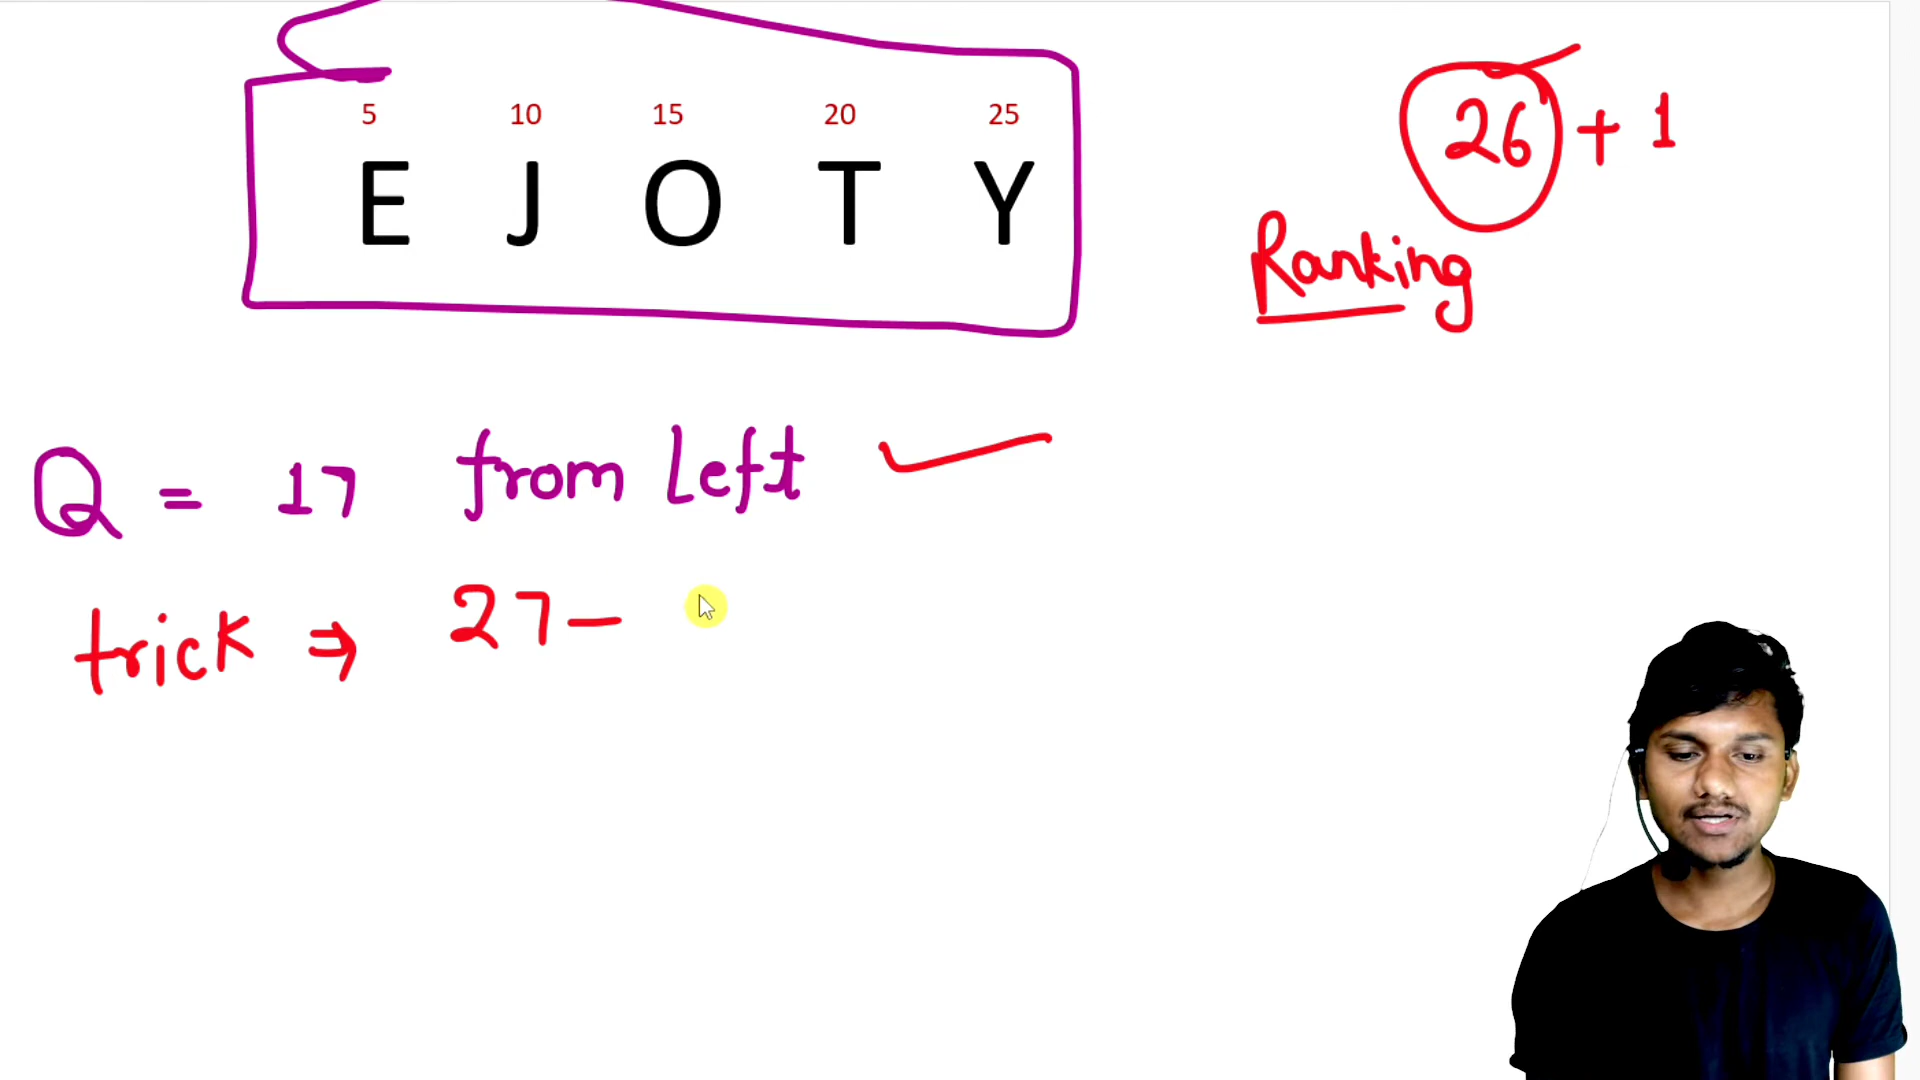 5 10 15 20 25
E J O T Y
26 + 1
Ranking
Q = 17 from Left
trick ⇒ 27 –